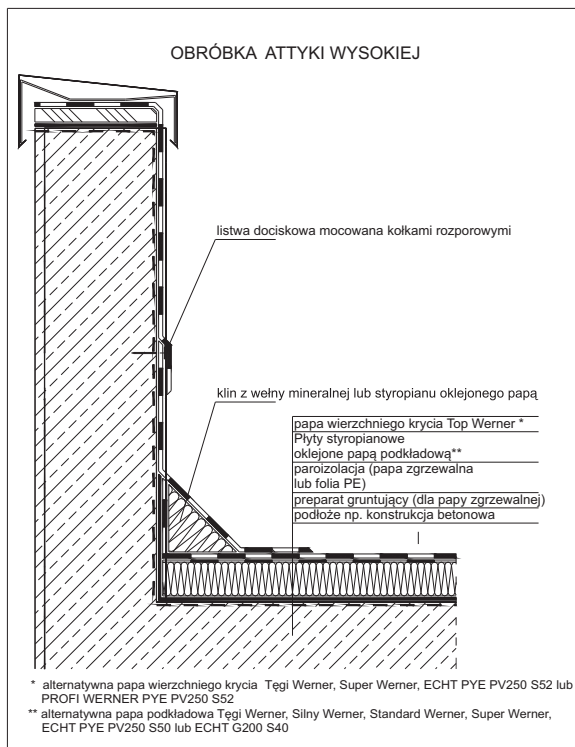 OBRÓBKA ATTYKI WYSOKIEJ
listwa dociskowa mocowana kołkami rozporowymi
klin z wełny mineralnej lub styropianu oklejonego papą
papa wierzchniego krycia Top Werner *
Płyty styropianowe
oklejone papą podkładową**
paroizolacja (papa zgrzewalna
lub folia PE)
preparat gruntujący (dla papy zgrzewalnej)
podłoże np. konstrukcja betonowa
* alternatywna papa wierzchniego krycia Tęgi Werner, Super Werner, ECHT PYE PV250 S52 lub
PROFI WERNER PYE PV250 S52
** alternatywna papa podkładowa Tęgi Werner, Silny Werner, Standard Werner, Super Werner,
ECHT PYE PV250 S50 lub ECHT G200 S40